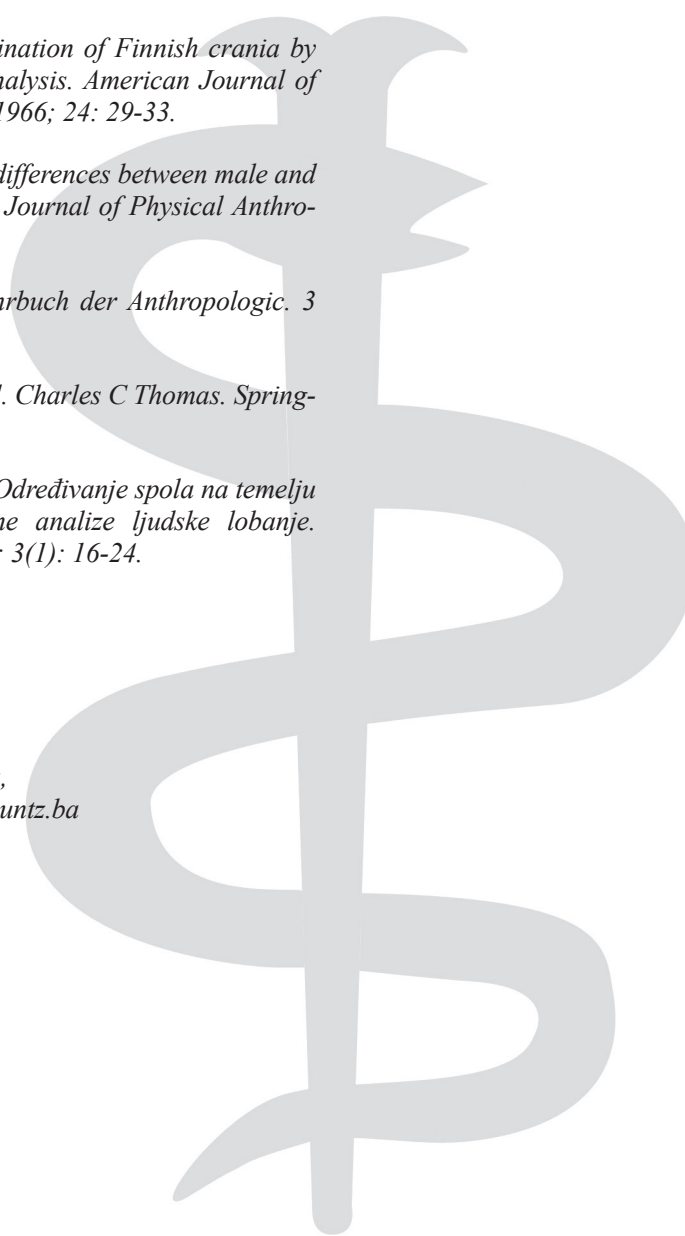 ination of Finnish crania by
nalysis. American Journal of
1966; 24: 29-33.
differences between male and
Journal of Physical Anthro-
hrbuch der Anthropologic. 3
. Charles C Thomas. Spring-
Određivanje spola na temelju
ne analize ljudske lobanje.
: 3(1): 16-24.
,
untz.ba